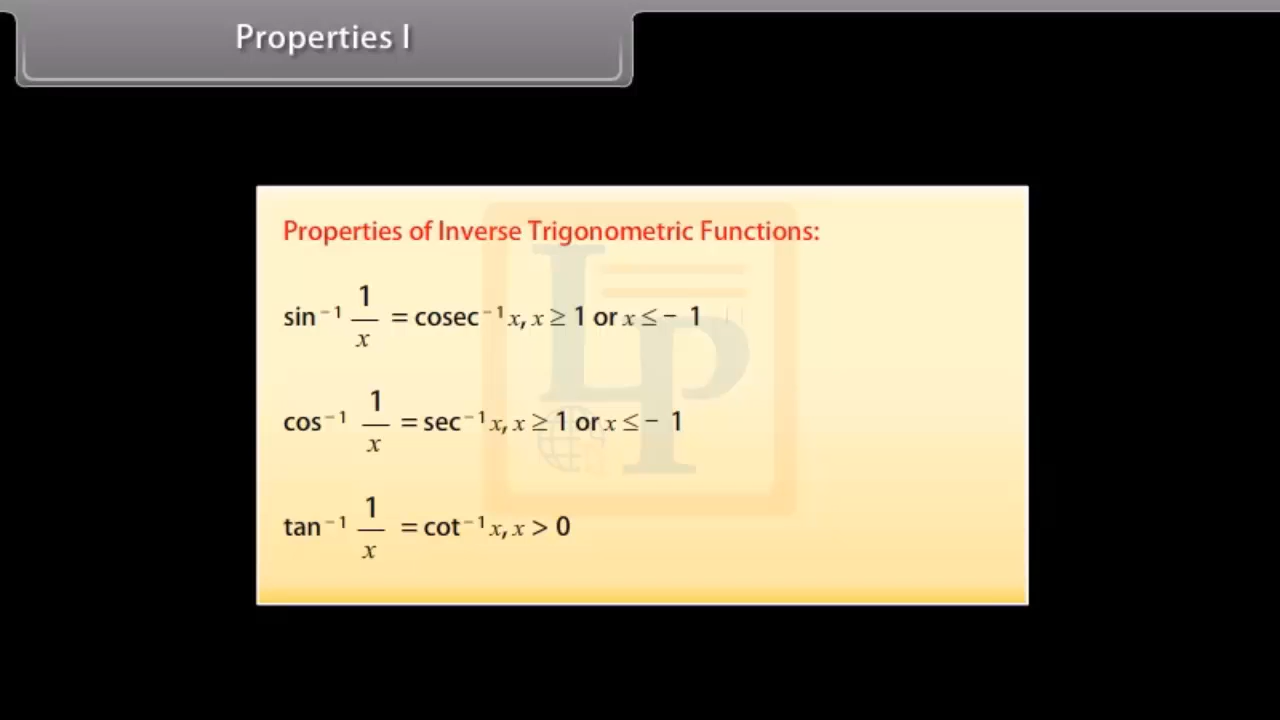 Properties I
Properties of Inverse Trigonometric Functions:
sin⁻¹ 1/x = cosec⁻¹x, x ≥ 1 or x ≤ − 1
cos⁻¹ 1/x = sec⁻¹x, x ≥ 1 or x ≤ − 1
tan⁻¹ 1/x = cot⁻¹x, x > 0
LP